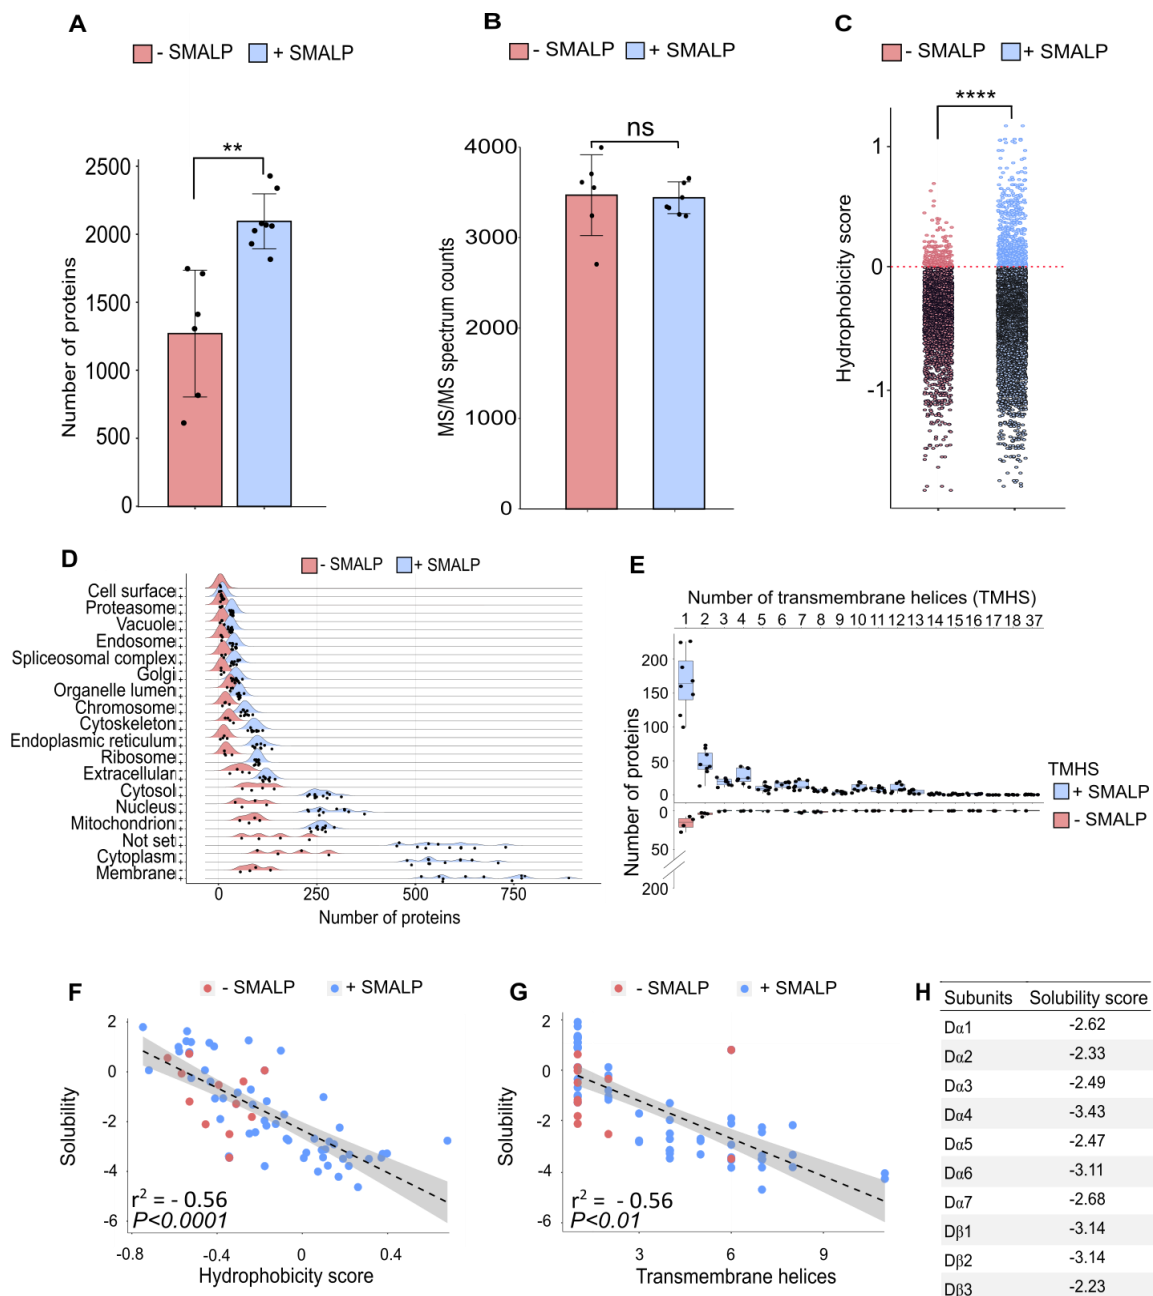 A
- SMALP + SMALP
**
Number of proteins
2500
2000
1500
1000
500
0
B
- SMALP + SMALP
ns
MS/MS spectrum counts
4000
3000
2000
1000
0
C
- SMALP + SMALP
****
Hydrophobicity score
1
0
-1
D
- SMALP + SMALP
Cell surface
Proteasome
Vacuole
Endosome
Spliceosomal complex
Golgi
Organelle lumen
Chromosome
Cytoskeleton
Endoplasmic reticulum
Ribosome
Extracellular
Cytosol
Nucleus
Mitochondrion
Not set
Cytoplasm
Membrane
0 250 500 750
Number of proteins
E
Number of transmembrane helices (TMHS)
1 2 3 4 5 6 7 8 9 10 11 12 13 14 15 16 17 18 37
Number of proteins
200
150
100
50
0
Number of proteins
0
50
200
TMHS
+ SMALP
- SMALP
F
- SMALP + SMALP
Solubility
2
0
-2
-4
-6
r² = - 0.56
P<0.0001
-0.8 -0.4 0 0.4
Hydrophobicity score
G
- SMALP + SMALP
Solubility
2
0
-2
-4
-6
r² = - 0.56
P<0.01
3 6 9
Transmembrane helices
H
Subunits Solubility score
Dα1 -2.62
Dα2 -2.33
Dα3 -2.49
Dα4 -3.43
Dα5 -2.47
Dα6 -3.11
Dα7 -2.68
Dβ1 -3.14
Dβ2 -3.14
Dβ3 -2.23